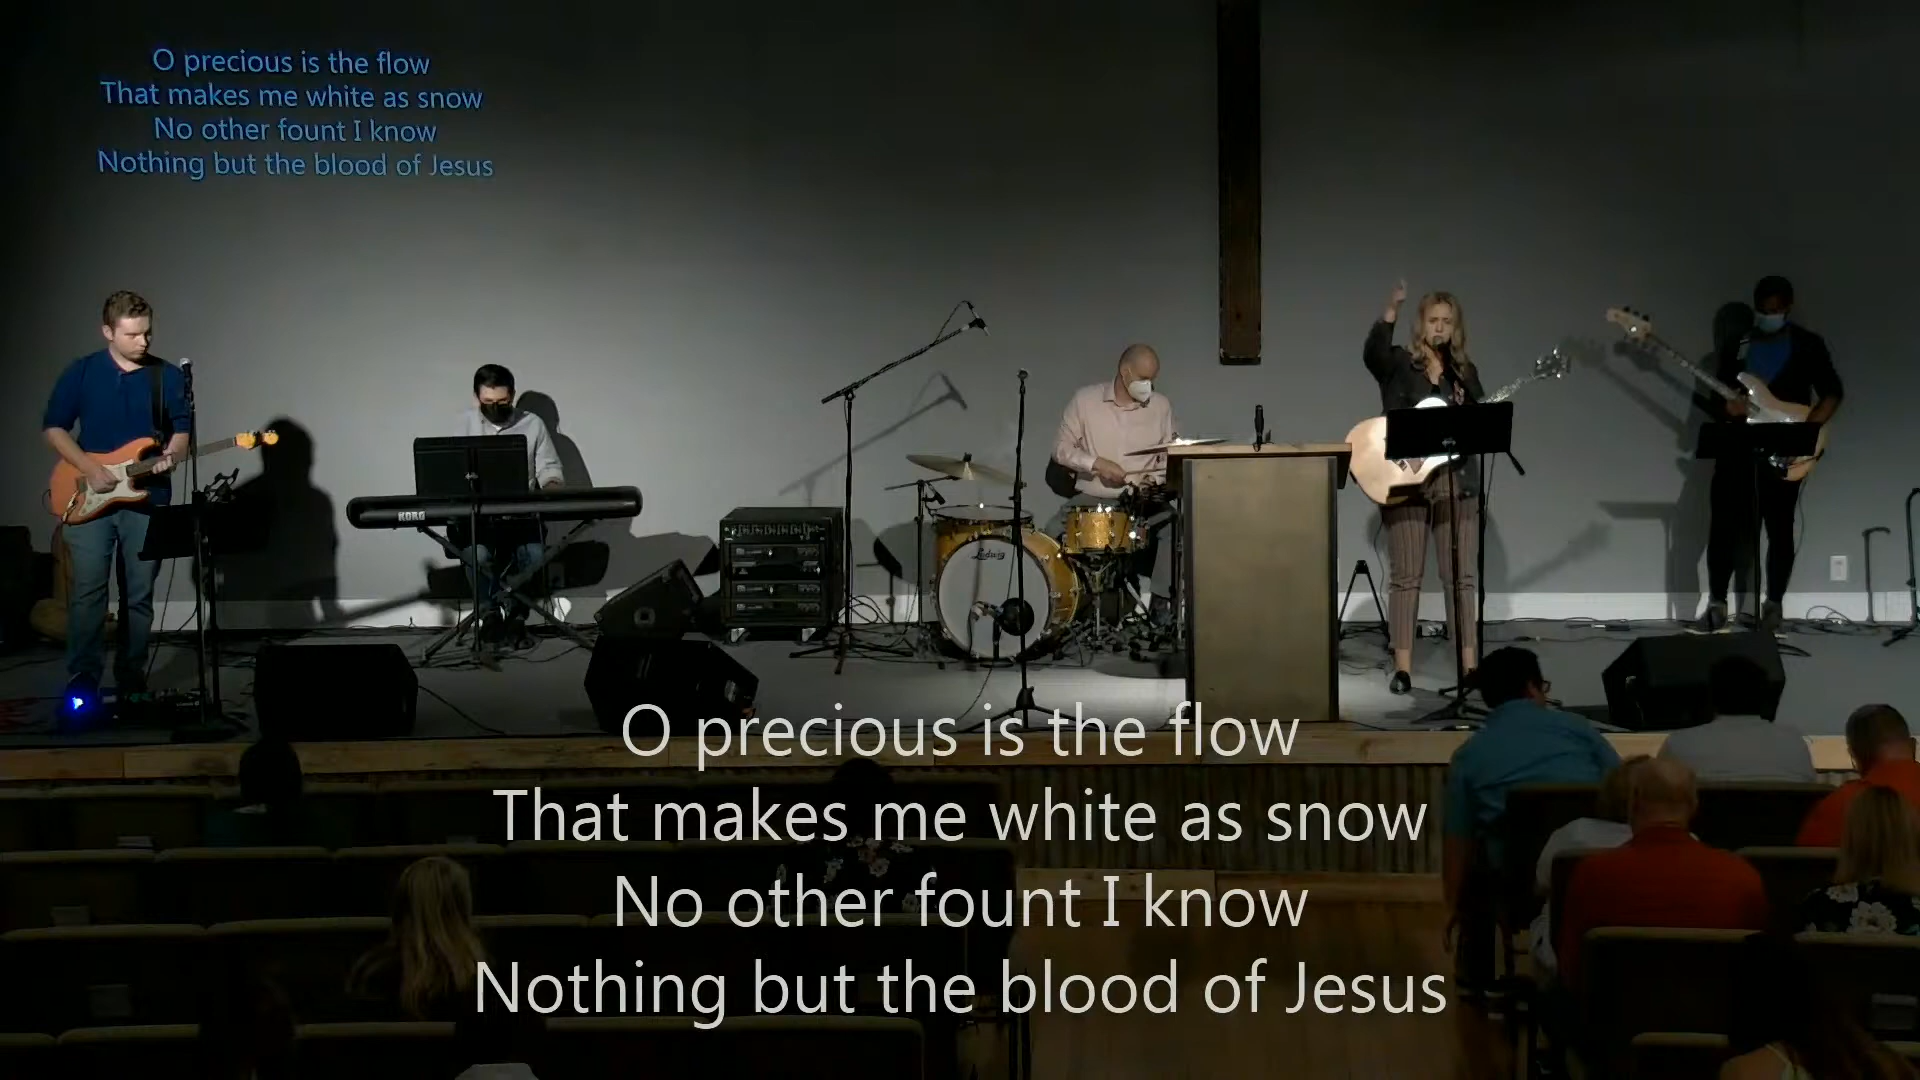 O precious is the flow
That makes me white as snow
No other fount I know
Nothing but the blood of Jesus
KORG
Ludwig
O precious is the flow
That makes me white as snow
No other fount I know
Nothing but the blood of Jesus